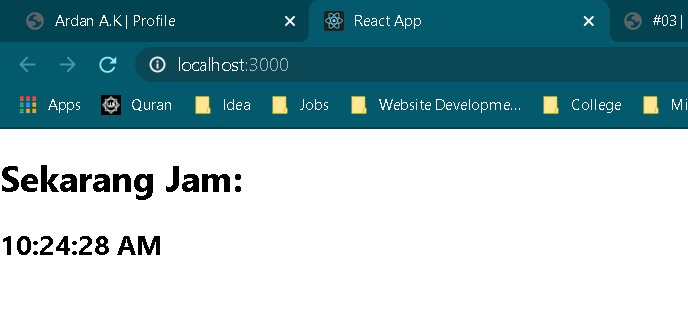 Ardan A.K | Profile
React App
#03 |
localhost:3000
Apps Quran Idea Jobs Website Developme... College Mi
Sekarang Jam:
10:24:28 AM